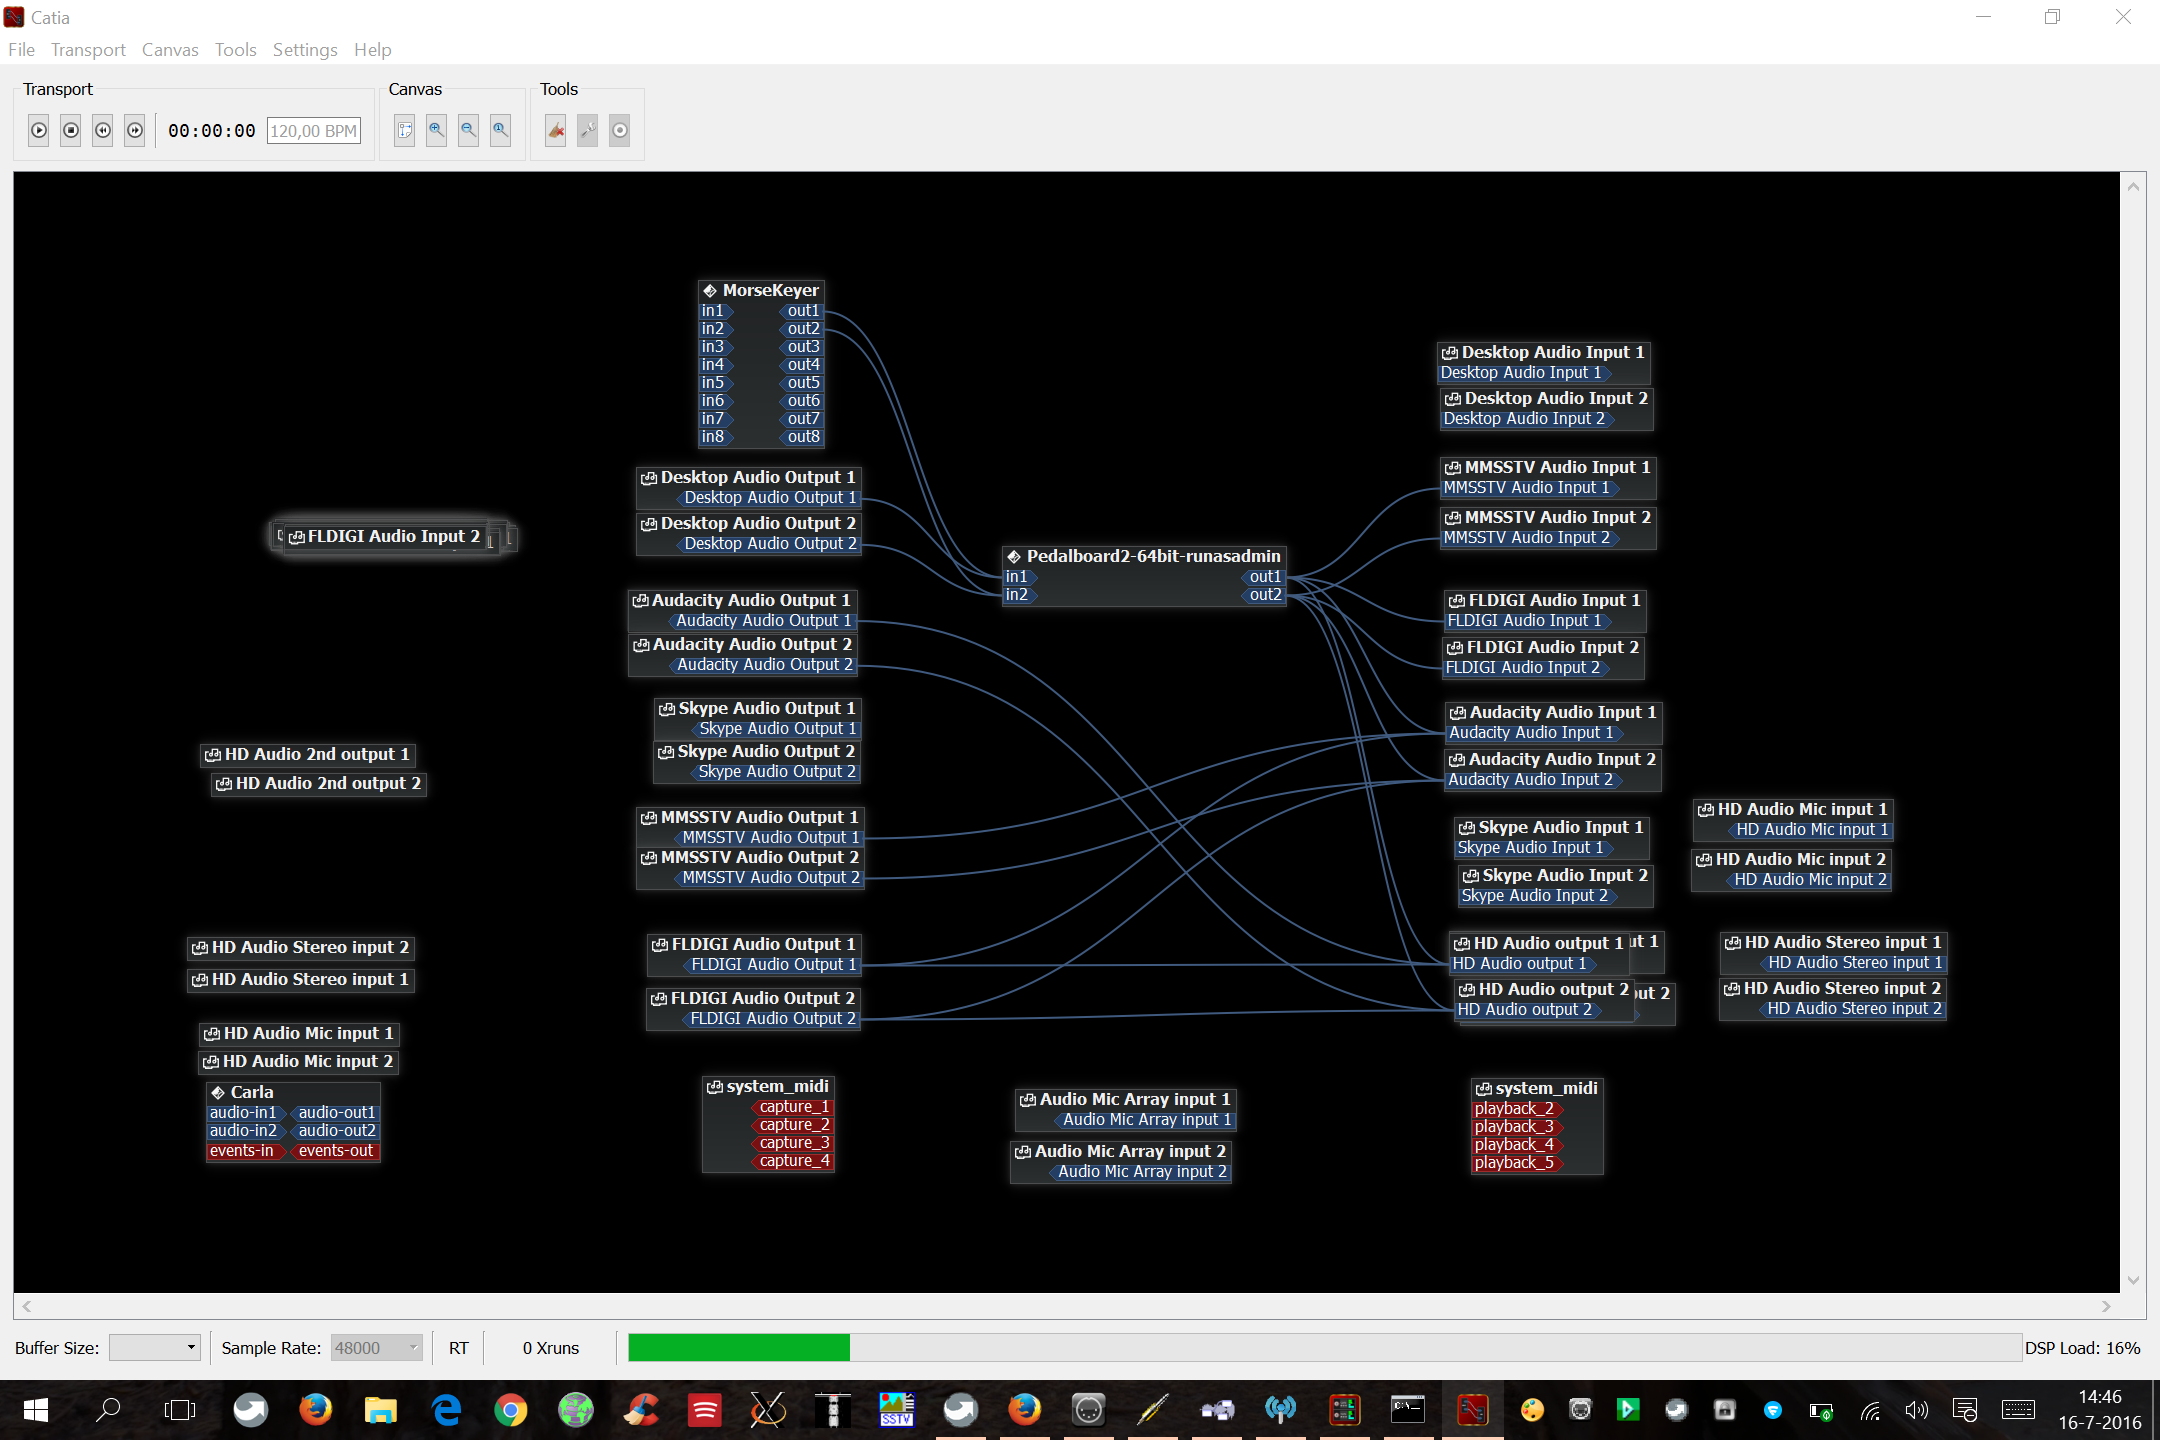 Catia
File Transport Canvas Tools Settings Help
Transport
Canvas
Tools
00:00:00
120,00 BPM
MorseKeyer
in1 out1
in2 out2
in3 out3
in4 out4
in5 out5
in6 out6
in7 out7
in8 out8
Desktop Audio Output 1
Desktop Audio Output 1
Desktop Audio Output 2
Desktop Audio Output 2
FLDIGI Audio Input 2
Audacity Audio Output 1
Audacity Audio Output 1
Audacity Audio Output 2
Audacity Audio Output 2
Skype Audio Output 1
Skype Audio Output 1
Skype Audio Output 2
Skype Audio Output 2
HD Audio 2nd output 1
HD Audio 2nd output 2
MMSSTV Audio Output 1
MMSSTV Audio Output 1
MMSSTV Audio Output 2
MMSSTV Audio Output 2
FLDIGI Audio Output 1
FLDIGI Audio Output 1
FLDIGI Audio Output 2
FLDIGI Audio Output 2
HD Audio Stereo input 2
HD Audio Stereo input 1
HD Audio Mic input 1
HD Audio Mic input 2
Carla
audio-in1 audio-out1
audio-in2 audio-out2
events-in events-out
system_midi
capture_1
capture_2
capture_3
capture_4
Pedalboard2-64bit-runasadmin
in1 out1
in2 out2
Audio Mic Array input 1
Audio Mic Array input 1
Audio Mic Array input 2
Audio Mic Array input 2
Desktop Audio Input 1
Desktop Audio Input 1
Desktop Audio Input 2
Desktop Audio Input 2
MMSSTV Audio Input 1
MMSSTV Audio Input 1
MMSSTV Audio Input 2
MMSSTV Audio Input 2
FLDIGI Audio Input 1
FLDIGI Audio Input 1
FLDIGI Audio Input 2
FLDIGI Audio Input 2
Audacity Audio Input 1
Audacity Audio Input 1
Audacity Audio Input 2
Audacity Audio Input 2
Skype Audio Input 1
Skype Audio Input 1
Skype Audio Input 2
Skype Audio Input 2
HD Audio output 1
HD Audio output 1
HD Audio output 2
HD Audio output 2
HD Audio Mic input 1
HD Audio Mic input 1
HD Audio Mic input 2
HD Audio Mic input 2
HD Audio Stereo input 1
HD Audio Stereo input 1
HD Audio Stereo input 2
HD Audio Stereo input 2
system_midi
playback_2
playback_3
playback_4
playback_5
Buffer Size: Sample Rate: 48000 RT 0 Xruns DSP Load: 16%
SSTV
14:46
16-7-2016